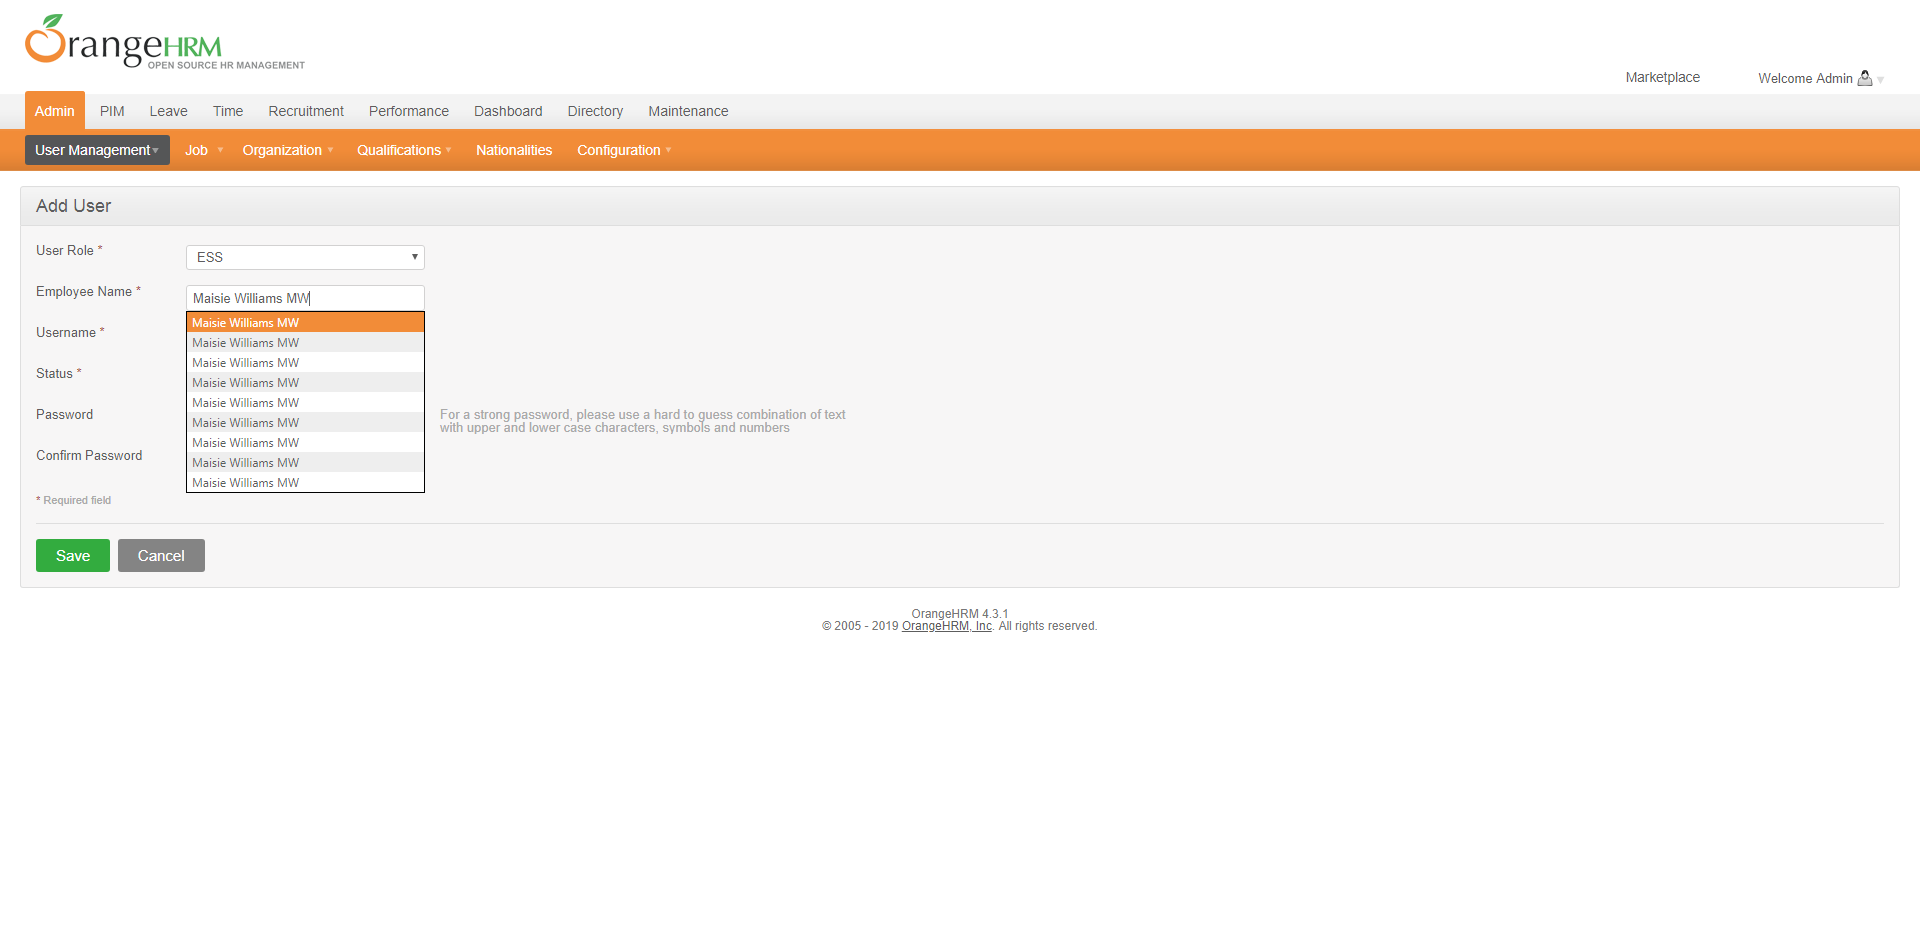 OrangeHRM
OPEN SOURCE HR MANAGEMENT
Marketplace
Welcome Admin
Admin PIM Leave Time Recruitment Performance Dashboard Directory Maintenance
User Management Job Organization Qualifications Nationalities Configuration
Add User
User Role *
ESS
Employee Name *
Maisie Williams MW
Maisie Williams MW
Username *
Maisie Williams MW
Maisie Williams MW
Status *
Maisie Williams MW
Maisie Williams MW
Password
Maisie Williams MW
For a strong password, please use a hard to guess combination of text
with upper and lower case characters, symbols and numbers
Maisie Williams MW
Confirm Password
Maisie Williams MW
Maisie Williams MW
* Required field
Save Cancel
OrangeHRM 4.3.1
© 2005 - 2019 OrangeHRM, Inc. All rights reserved.